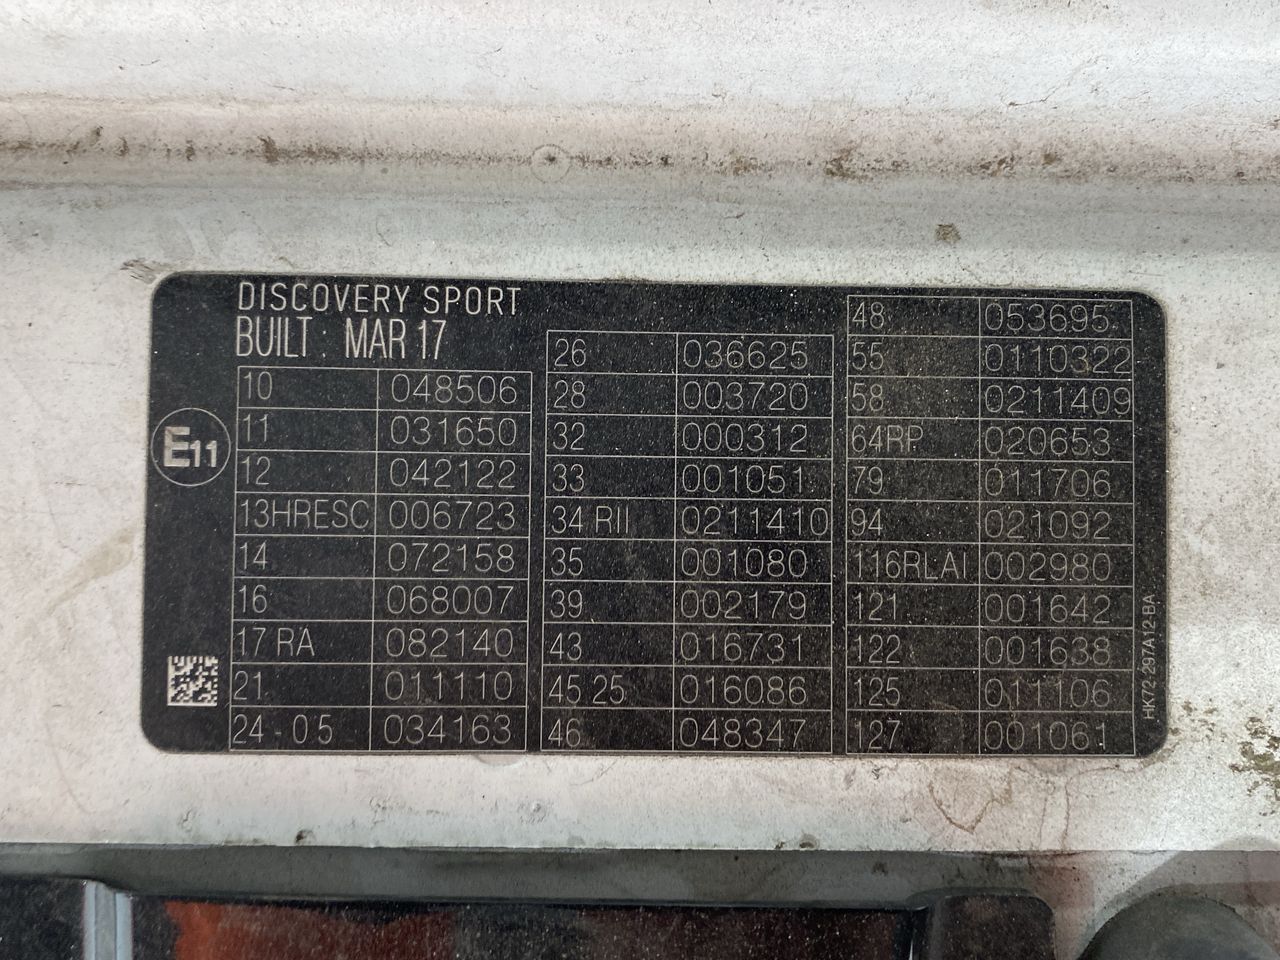 DISCOVERY SPORT
BUILT : MAR 17
E11
10 048506
11 031650
12 042122
13HRESC 006723
14 072158
16 068007
17 RA 082140
21 011110
24 - 05 034163
26 036625
28 003720
32 000312
33 001051
34 RII 0211410
35 001080
39 002179
43 016731
45 25 016086
46 048347
48 053695
55 0110322
58 0211409
64RP 020653
79 011706
94 021092
116RLAI 002980
121 001642
122 001638
125 011106
127 001061
HK72-297A12-BA